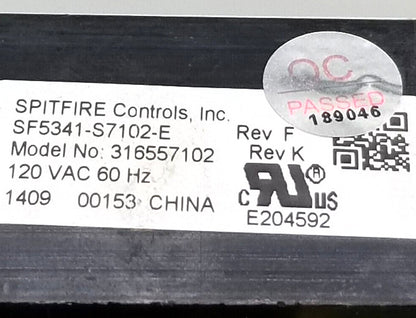 QC
PASSED
189046
SPITFIRE Controls, Inc.
SF5341-S7102-E Rev F
Model No: 316557102 Rev K
120 VAC 60 Hz
1409 00153 CHINA
C RU US
®
E204592